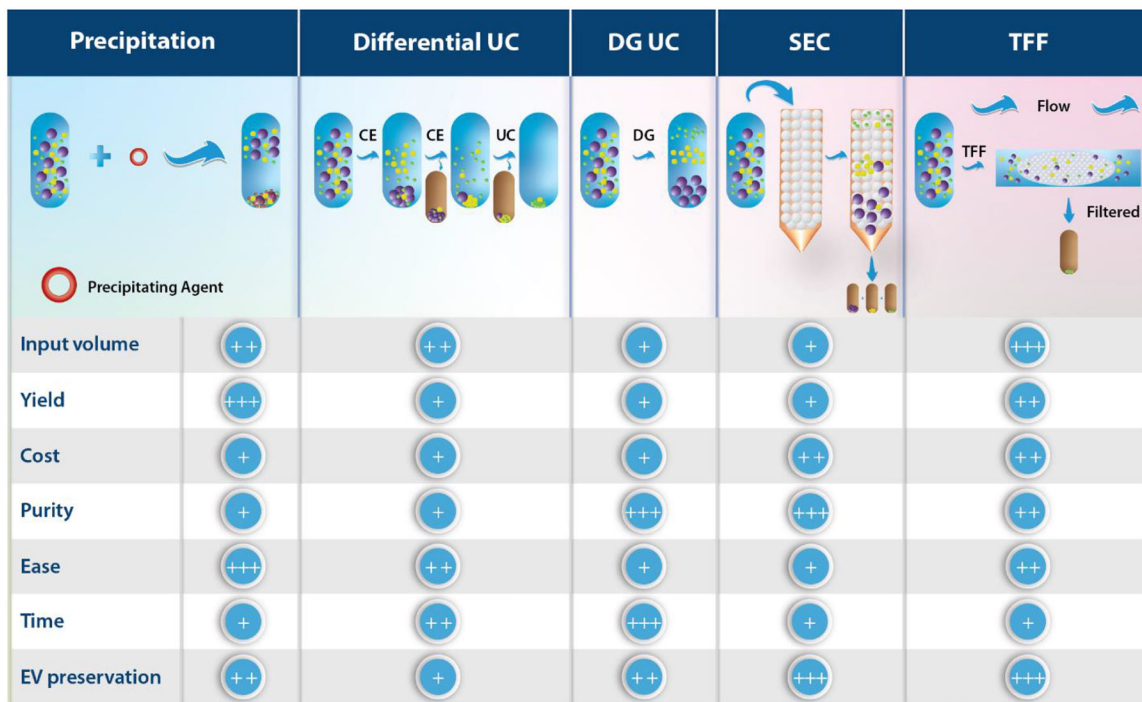 Precipitation Differential UC DG UC SEC TFF
Flow
CE CE UC DG TFF
Filtered
Precipitating Agent
Input volume ++ ++ + + +++
Yield +++ + + + ++
Cost + + + ++ ++
Purity + + +++ +++ ++
Ease +++ ++ + + ++
Time + ++ +++ + +
EV preservation ++ + ++ +++ +++